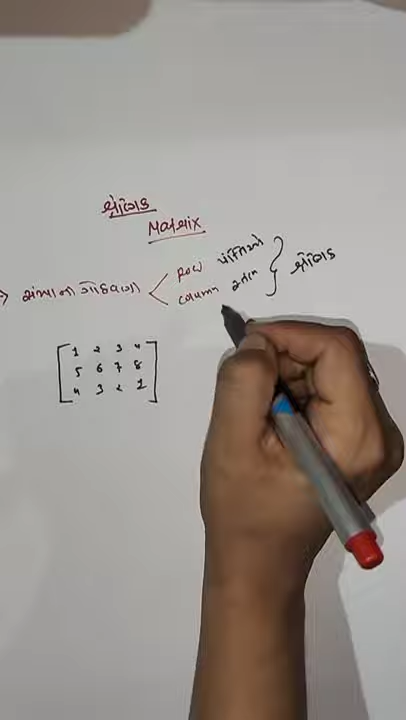 શ્રેણિક
Matrix
→ સંખ્યાના ગોઠવણ
Row
column સ્તંભ
શ્રેણિક
1 2 3 4
5 6 7 8
4 3 2 1